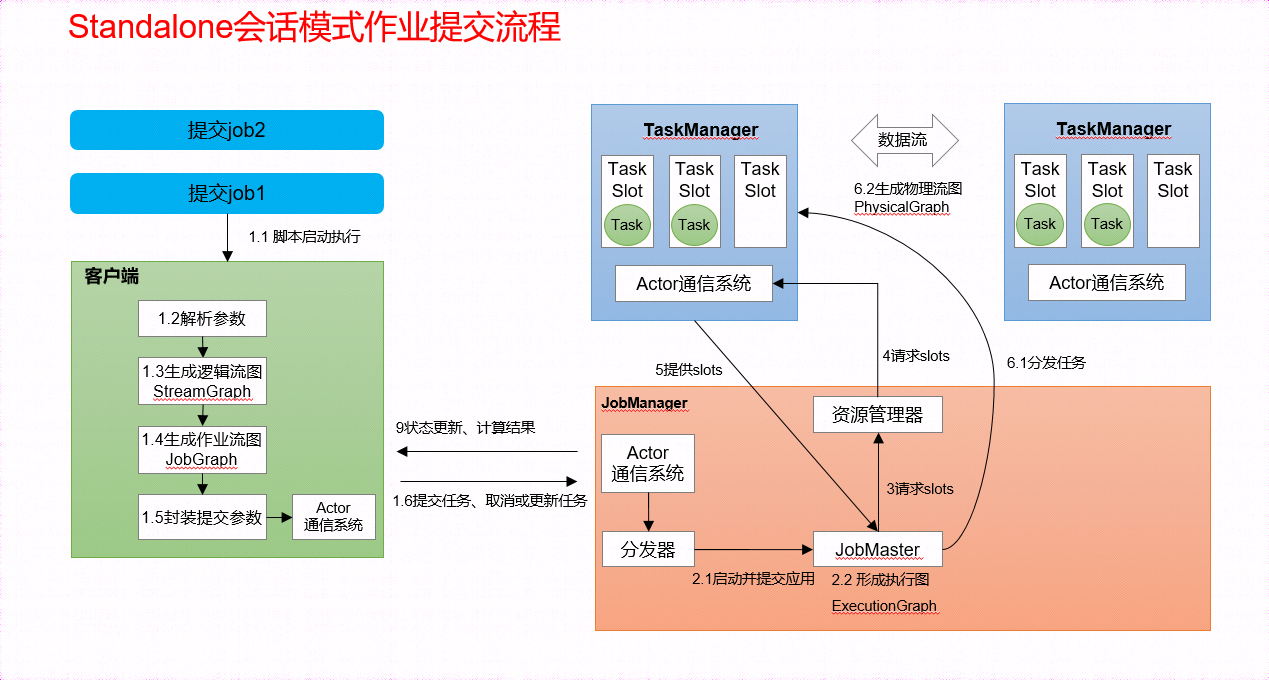 Standalone会话模式作业提交流程
提交job2
提交job1
1.1 脚本启动执行
客户端
1.2解析参数
1.3生成逻辑流图
StreamGraph
1.4生成作业流图
JobGraph
1.5封装提交参数
Actor
通信系统
9状态更新、计算结果
1.6提交任务、取消或更新任务
TaskManager
Task
Slot
Task
Task
Slot
Task
Task
Slot
Actor通信系统
数据流
6.2生成物理流图
PhysicalGraph
TaskManager
Task
Slot
Task
Task
Slot
Task
Task
Slot
Actor通信系统
5提供slots
4请求slots
6.1分发任务
JobManager
资源管理器
Actor
通信系统
3请求slots
分发器
JobMaster
2.1启动并提交应用
2.2 形成执行图
ExecutionGraph